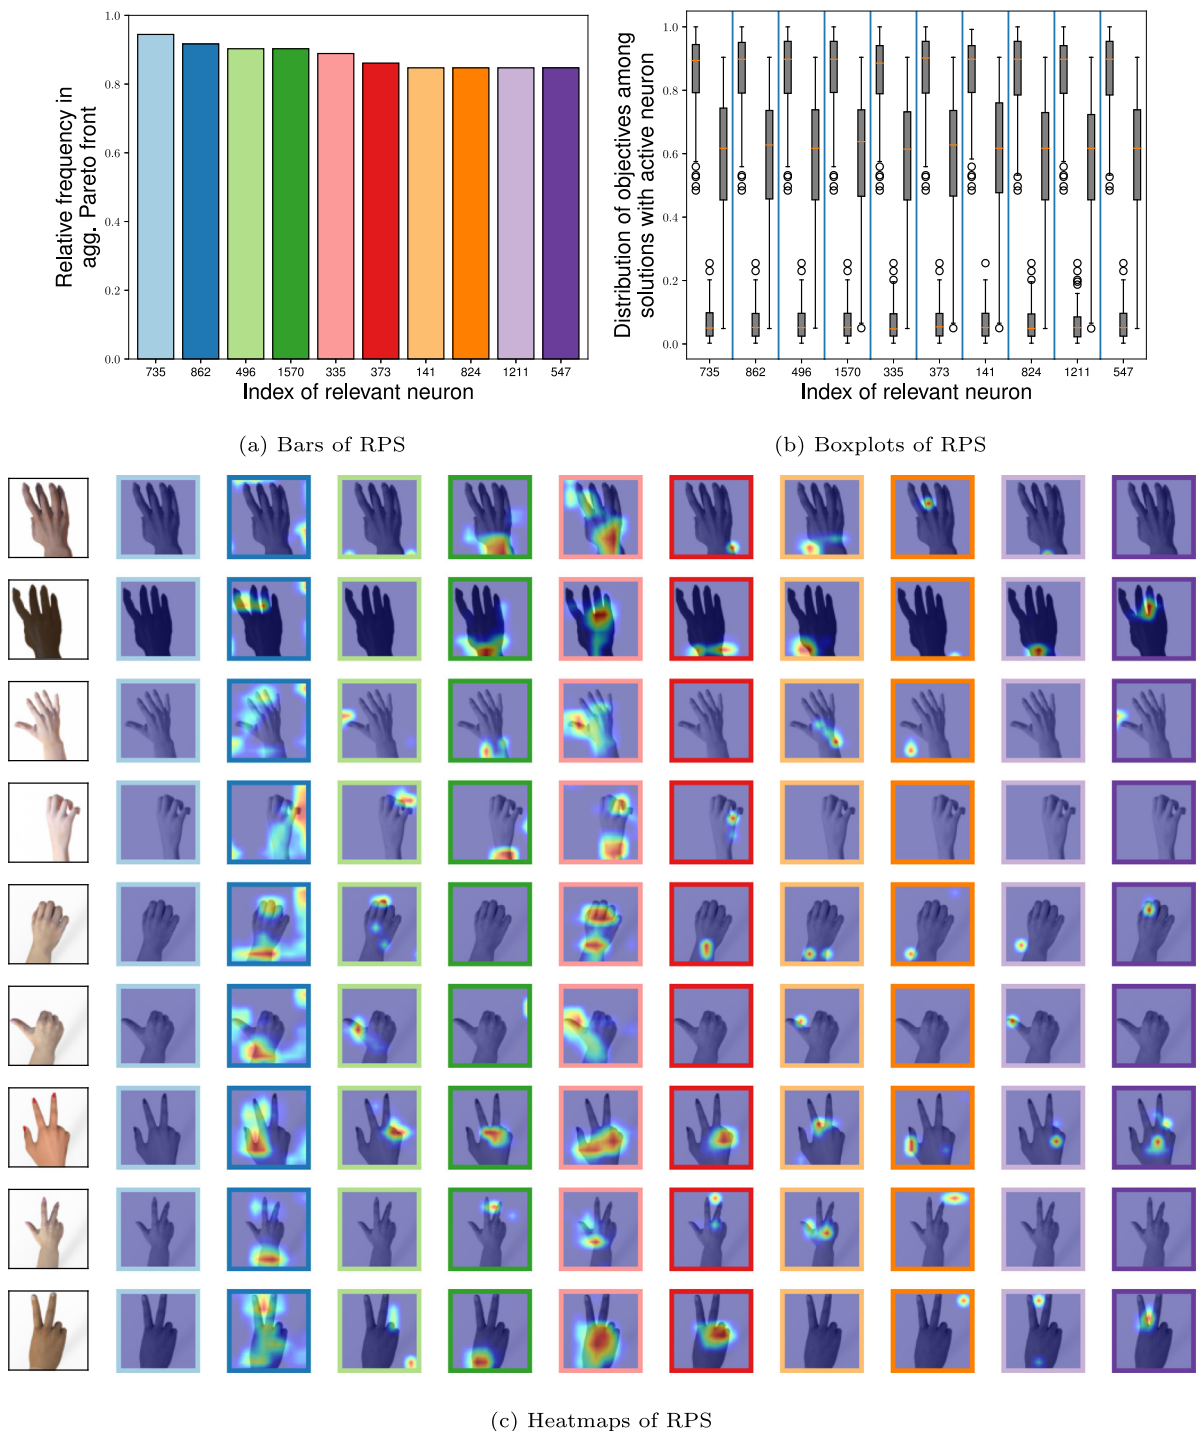 1.0
0.8
0.6
0.4
0.2
0.0
Relative frequency in
agg. Pareto front
735 862 496 1570 335 373 141 824 1211 547
Index of relevant neuron
(a) Bars of RPS
1.0
0.8
0.6
0.4
0.2
0.0
Distribution of objectives among
solutions with active neuron
735 862 496 1570 335 373 141 824 1211 547
Index of relevant neuron
(b) Boxplots of RPS
(c) Heatmaps of RPS